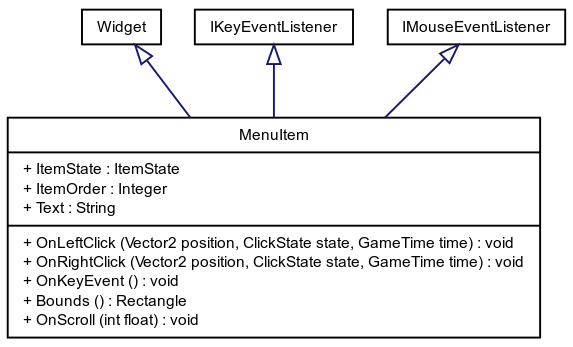 Widget
IKeyEventListener
IMouseEventListener
MenuItem
+ ItemState : ItemState
+ ItemOrder : Integer
+ Text : String
+ OnLeftClick (Vector2 position, ClickState state, GameTime time) : void
+ OnRightClick (Vector2 position, ClickState state, GameTime time) : void
+ OnKeyEvent () : void
+ Bounds () : Rectangle
+ OnScroll (int float) : void